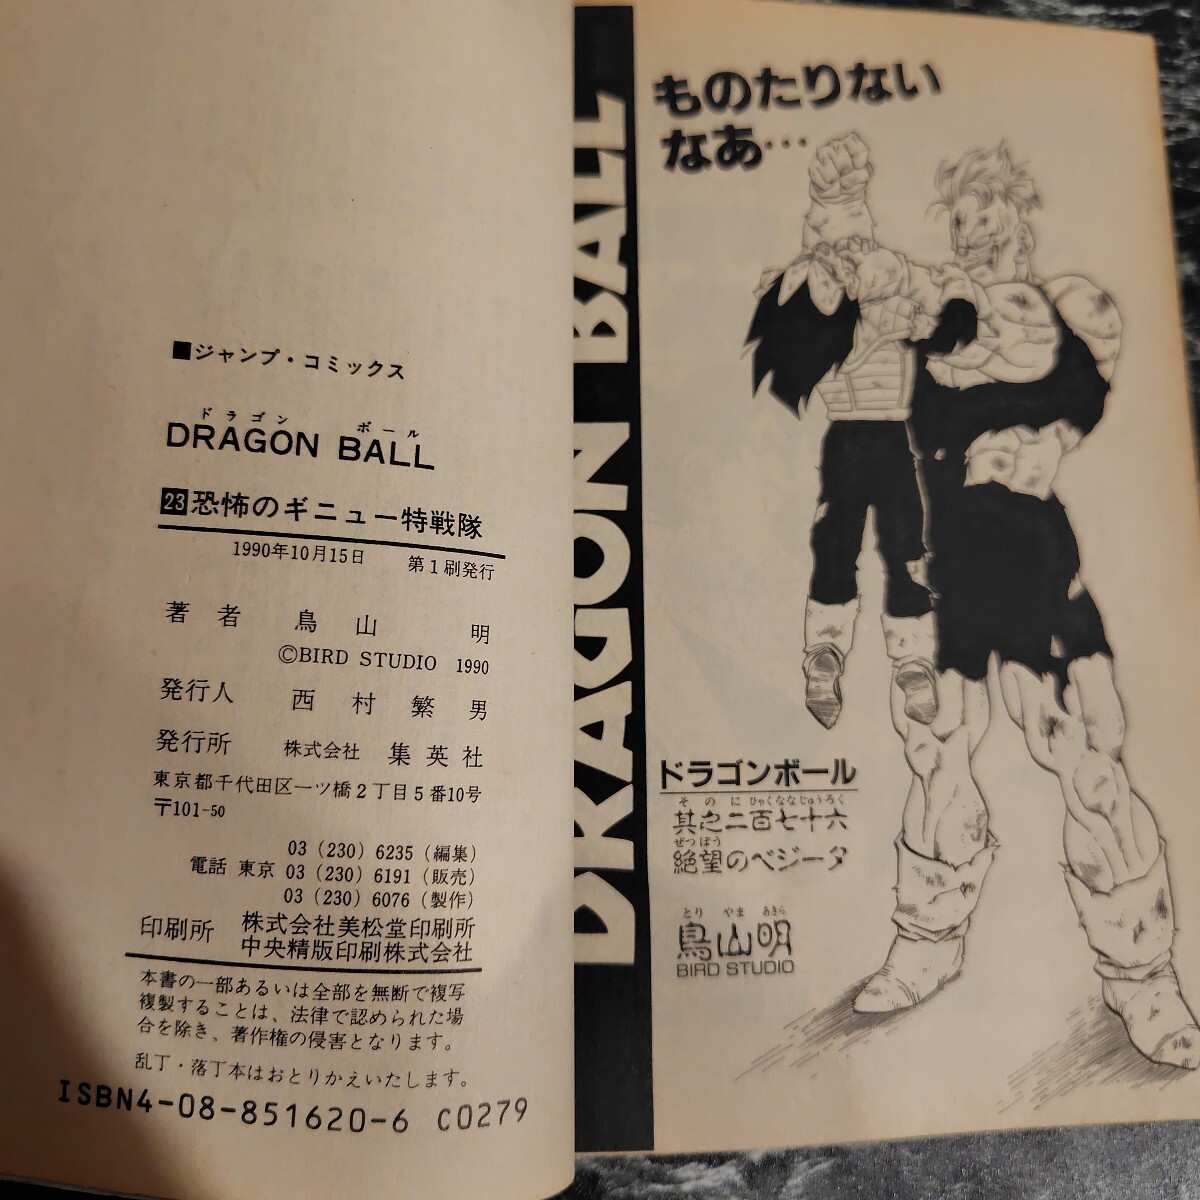 ■ジャンプ・コミックス
ドラゴン ボール
DRAGON BALL
23恐怖のギニュー特戦隊
1990年10月15日 第1刷発行
著者 鳥山 明
©BIRD STUDIO 1990
発行人 西村繁男
発行所 株式会社 集英社
東京都千代田区一ツ橋2丁目5番10号
〒101-50
03(230)6235(編集)
電話 東京 03(230)6191(販売)
03(230)6076(製作)
印刷所 株式会社美松堂印刷所
中央精版印刷株式会社
本書の一部あるいは全部を無断で複写
複製することは、法律で認められた場
合を除き、著作権の侵害となります。
乱丁・落丁本はおとりかえいたします。
ISBN4-08-851620-6 C0279
DRAGON BALL
ものたりない
なあ…
ドラゴンボール
そのにひゃくななじゅうろく
其之二百七十六
ぜつぼう
絶望のベジータ
とりやまあきら
鳥山明
BIRD STUDIO